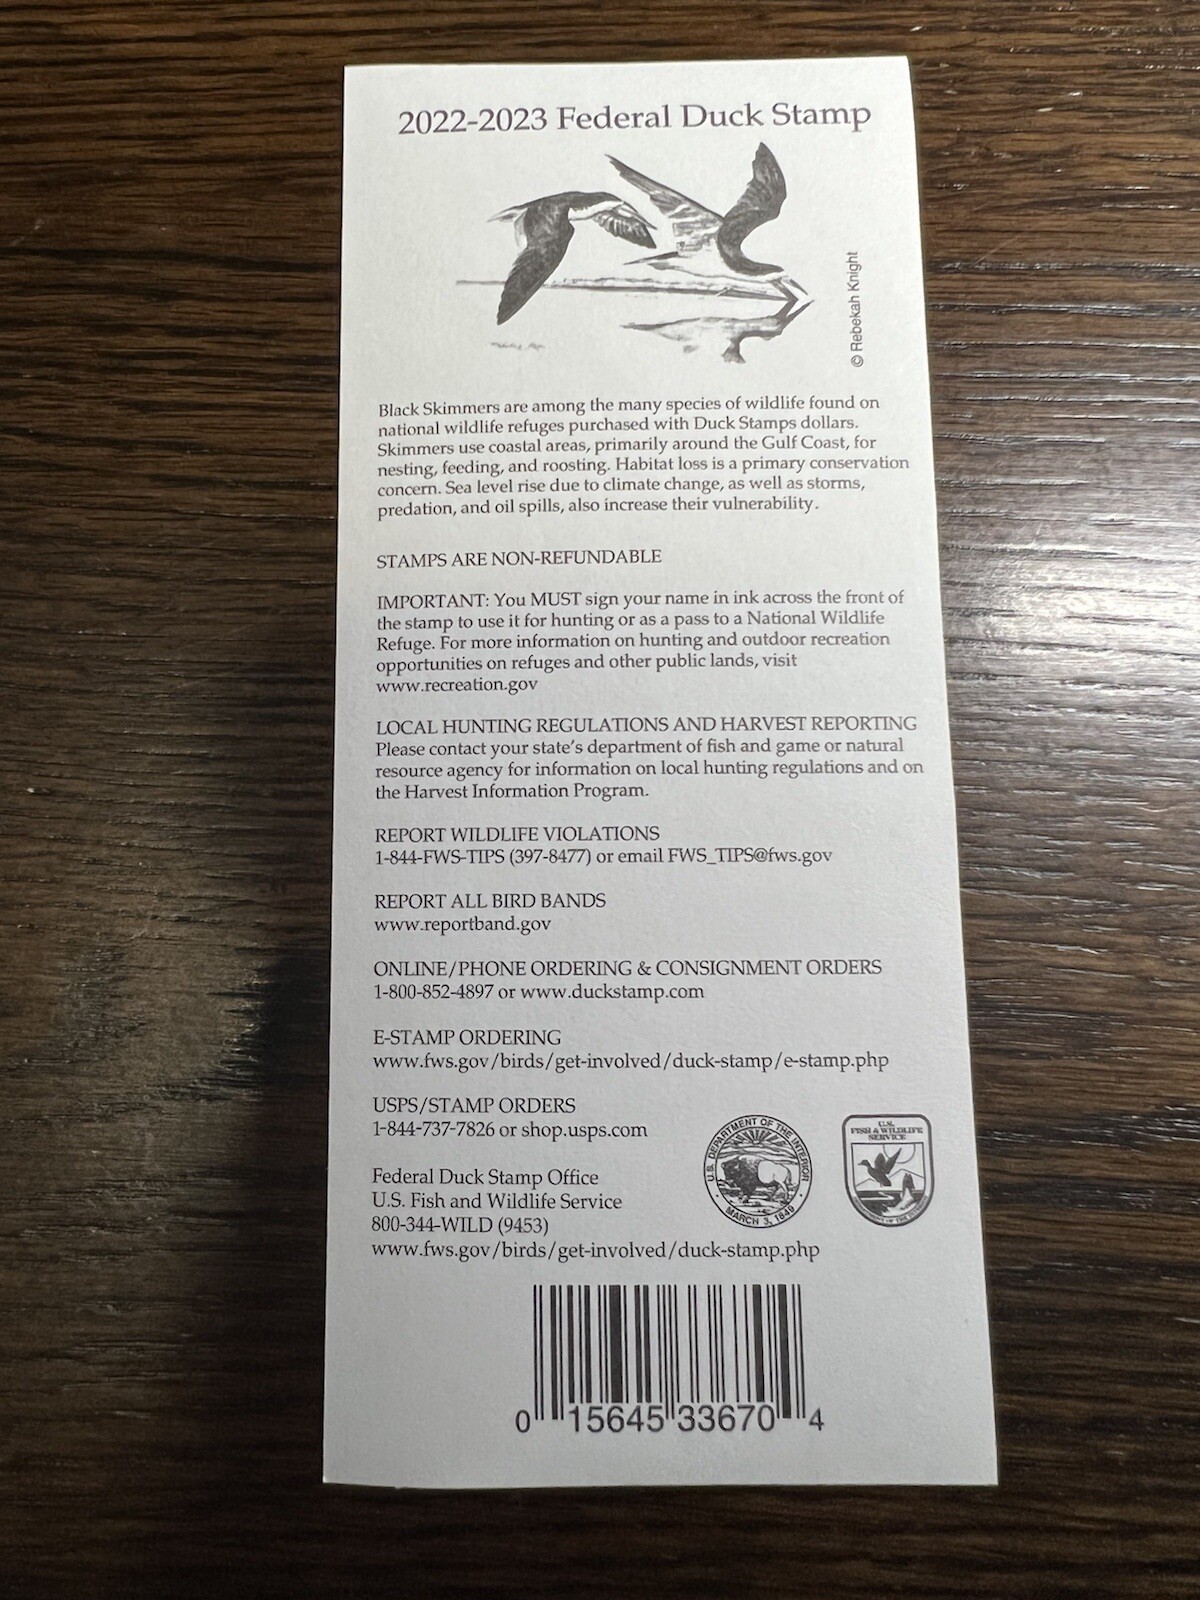 2022-2023 Federal Duck Stamp
© Rebekah Knight
Black Skimmers are among the many species of wildlife found on
national wildlife refuges purchased with Duck Stamps dollars.
Skimmers use coastal areas, primarily around the Gulf Coast, for
nesting, feeding, and roosting. Habitat loss is a primary conservation
concern. Sea level rise due to climate change, as well as storms,
predation, and oil spills, also increase their vulnerability.
STAMPS ARE NON-REFUNDABLE
IMPORTANT: You MUST sign your name in ink across the front of
the stamp to use it for hunting or as a pass to a National Wildlife
Refuge. For more information on hunting and outdoor recreation
opportunities on refuges and other public lands, visit
www.recreation.gov
LOCAL HUNTING REGULATIONS AND HARVEST REPORTING
Please contact your state's department of fish and game or natural
resource agency for information on local hunting regulations and on
the Harvest Information Program.
REPORT WILDLIFE VIOLATIONS
1-844-FWS-TIPS (397-8477) or email FWS_TIPS@fws.gov
REPORT ALL BIRD BANDS
www.reportband.gov
ONLINE/PHONE ORDERING & CONSIGNMENT ORDERS
1-800-852-4897 or www.duckstamp.com
E-STAMP ORDERING
www.fws.gov/birds/get-involved/duck-stamp/e-stamp.php
USPS/STAMP ORDERS
1-844-737-7826 or shop.usps.com
U.S. DEPARTMENT OF THE INTERIOR
MARCH 3, 1849
U.S.
FISH & WILDLIFE
SERVICE
Federal Duck Stamp Office
U.S. Fish and Wildlife Service
800-344-WILD (9453)
www.fws.gov/birds/get-involved/duck-stamp.php
0 15645 33670 4